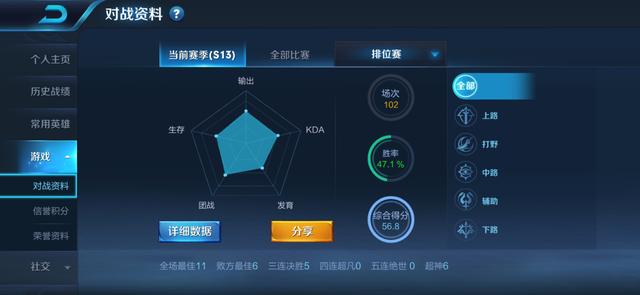 对战资料 ?
个人主页
历史战绩
常用英雄
游戏
对战资料
信誉积分
荣誉资料
社交
当前赛季(S13)
全部比赛
排位赛
输出
KDA
发育
团战
生存
场次
102
胜率
47.1%
综合得分
56.8
全部
上路
打野
中路
辅助
下路
详细数据
分享
全场最佳11 败方最佳6 三连决胜5 四连超凡0 五连绝世0 超神6